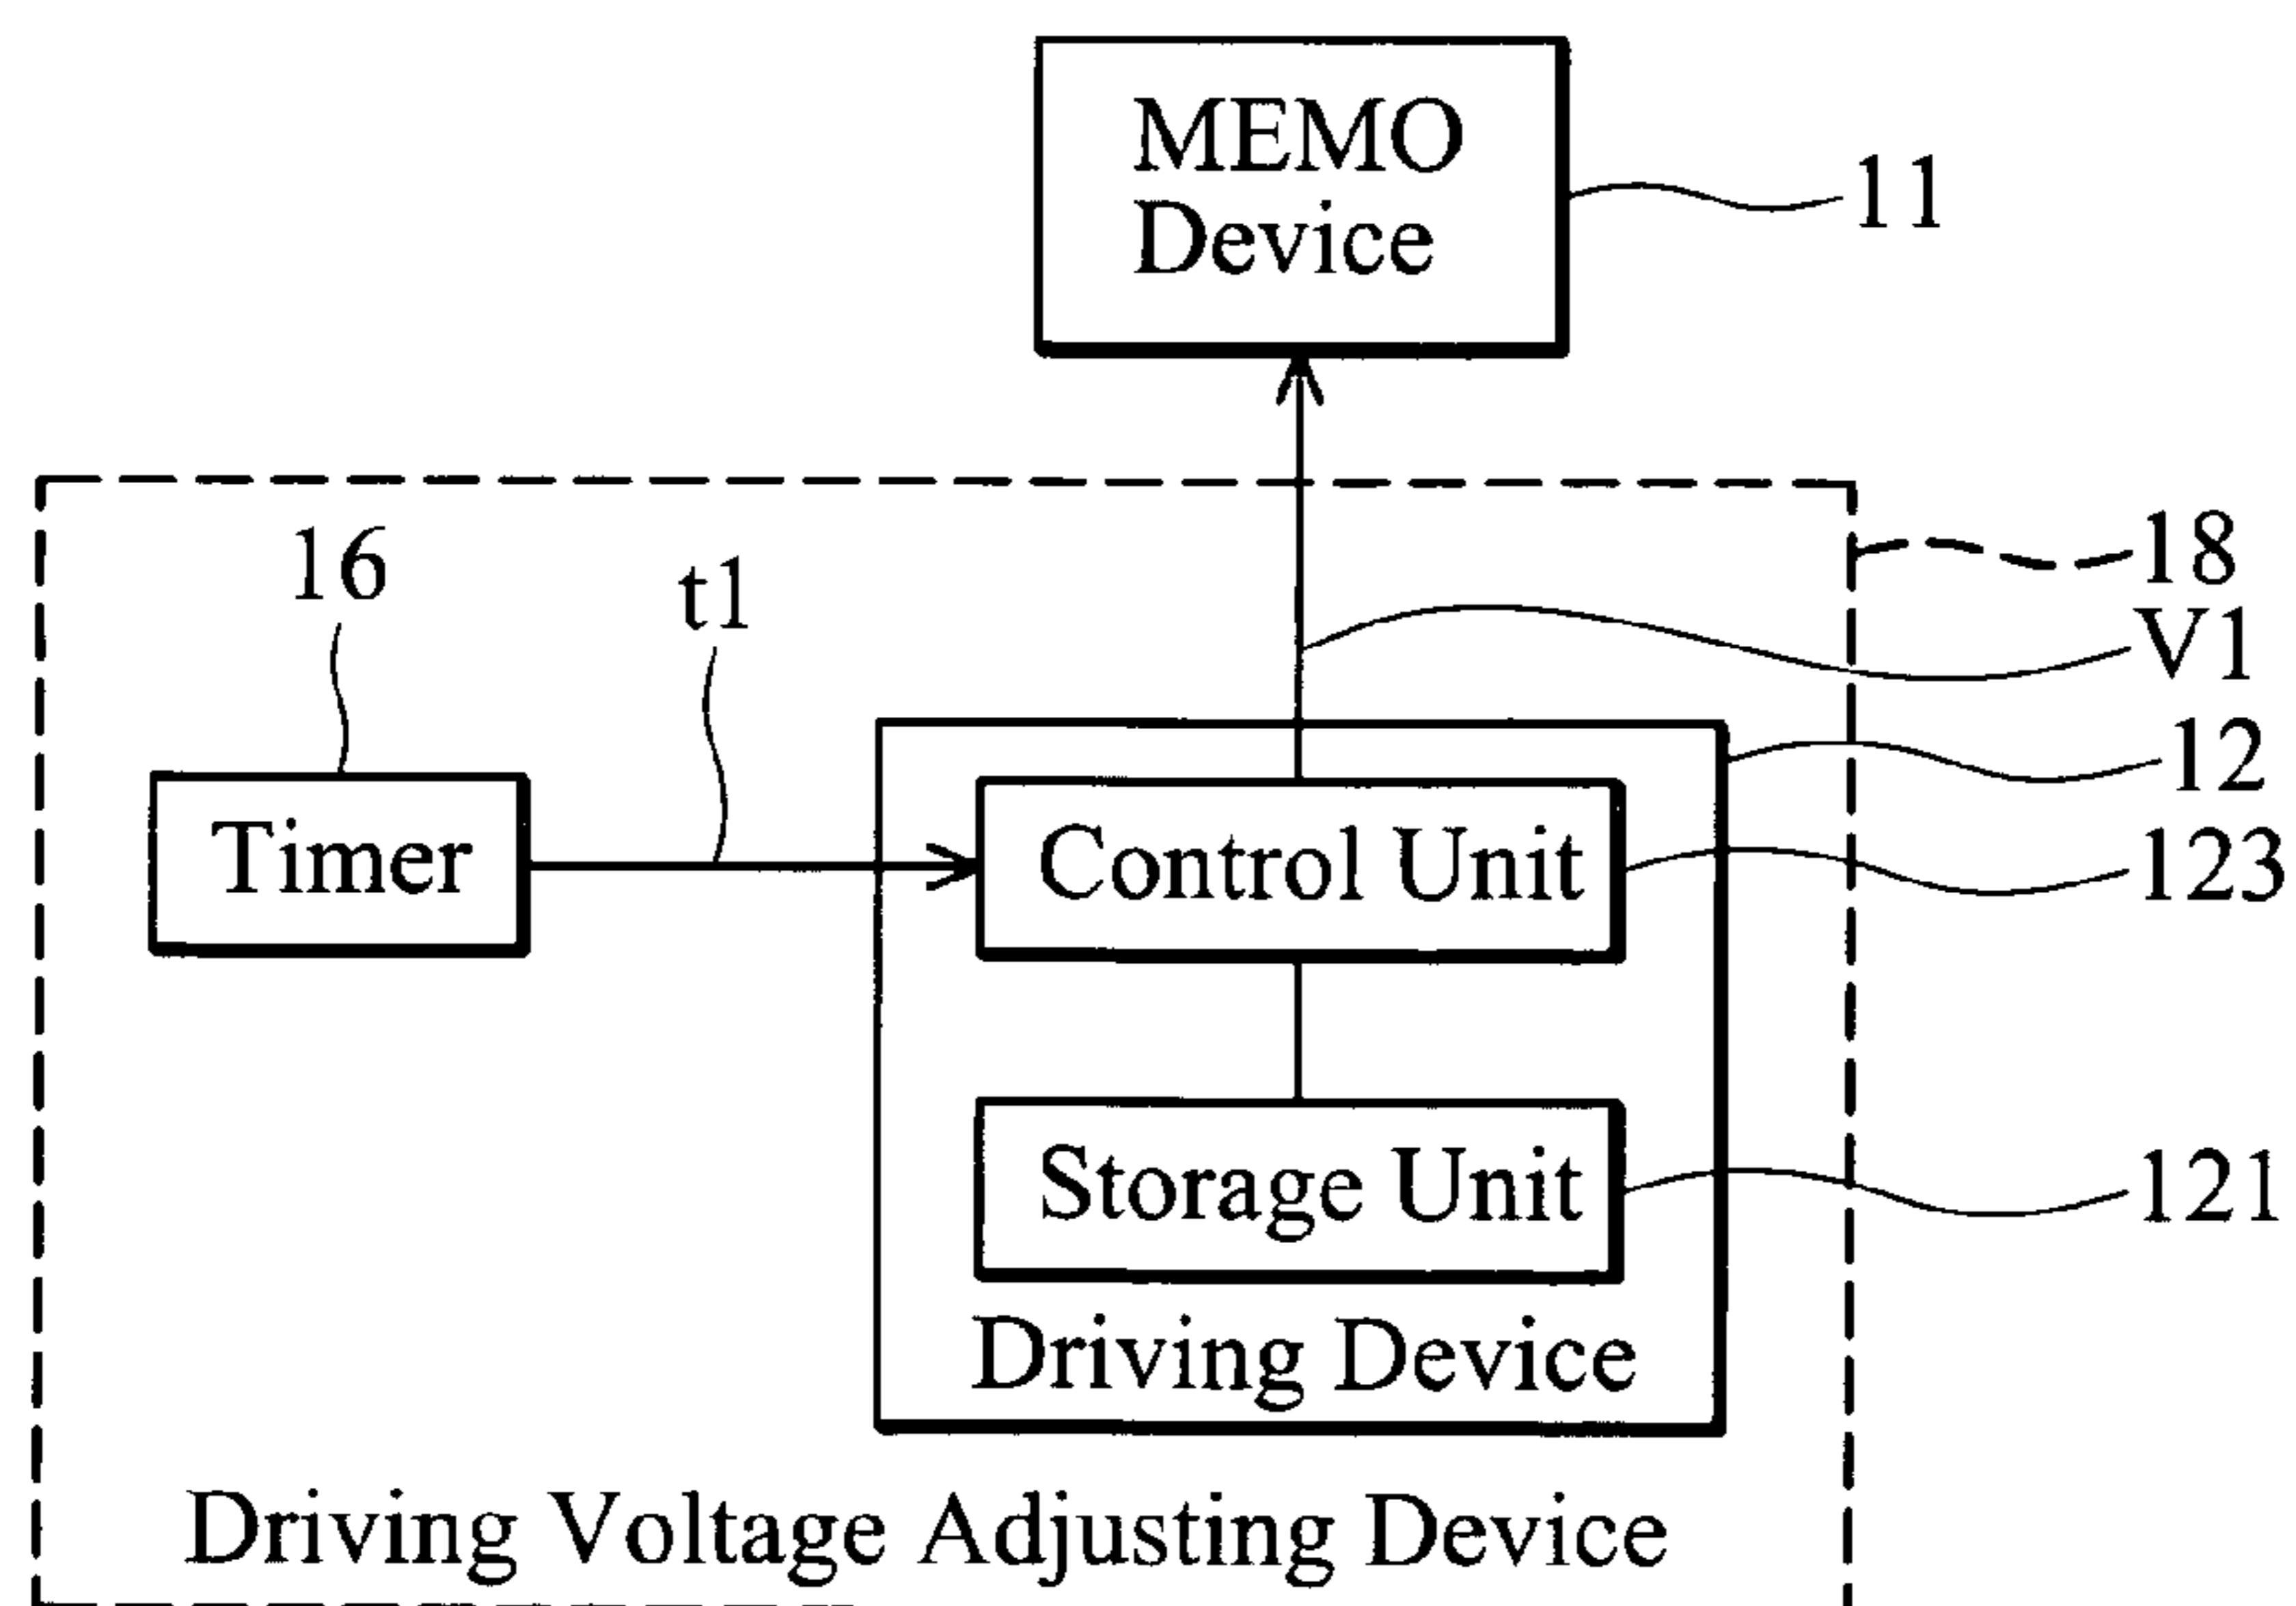 MEMO
Device
11
16
t1
18
V1
12
Timer
Control Unit
123
Storage Unit
121
Driving Device
Driving Voltage Adjusting Device